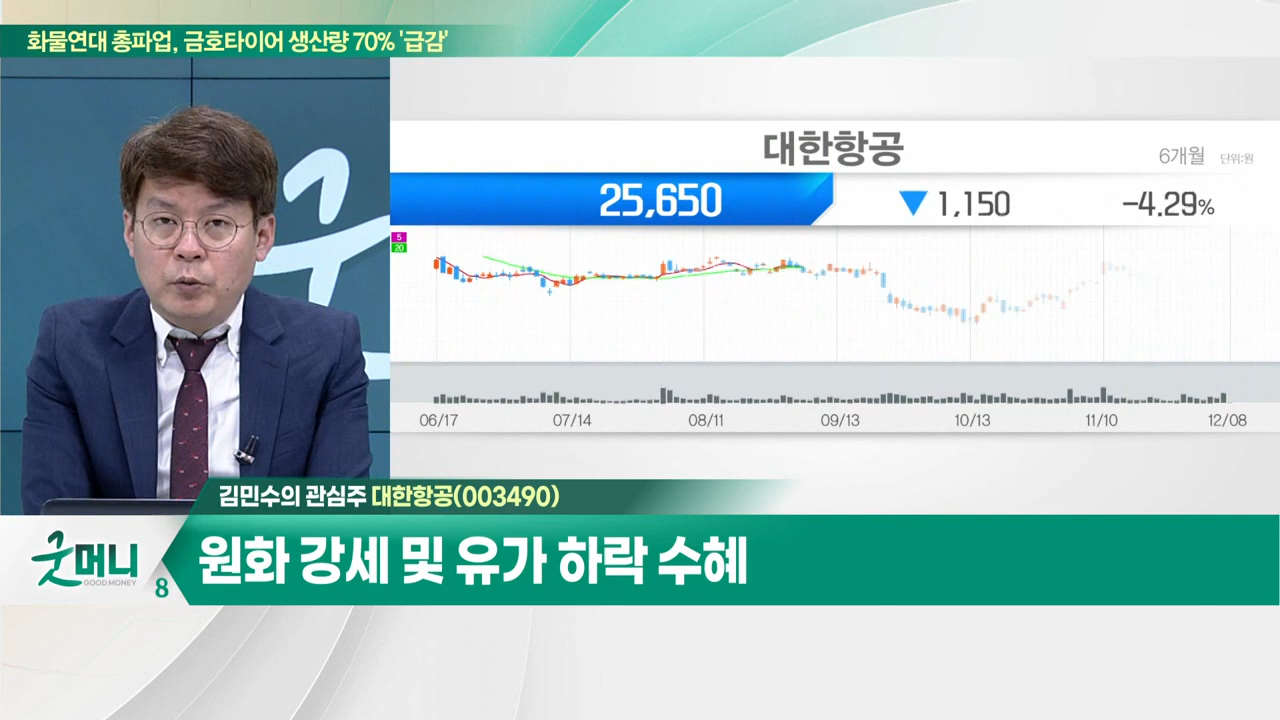 화물연대 총파업, 금호타이어 생산량 70% '급감'
대한항공
6개월 단위:원
25,650 ▼ 1,150 -4.29%
5
20
06/17 07/14 08/11 09/13 10/13 11/10 12/08
김민수의 관심주 대한항공(003490)
굿머니
GOOD MONEY
8
원화 강세 및 유가 하락 수혜